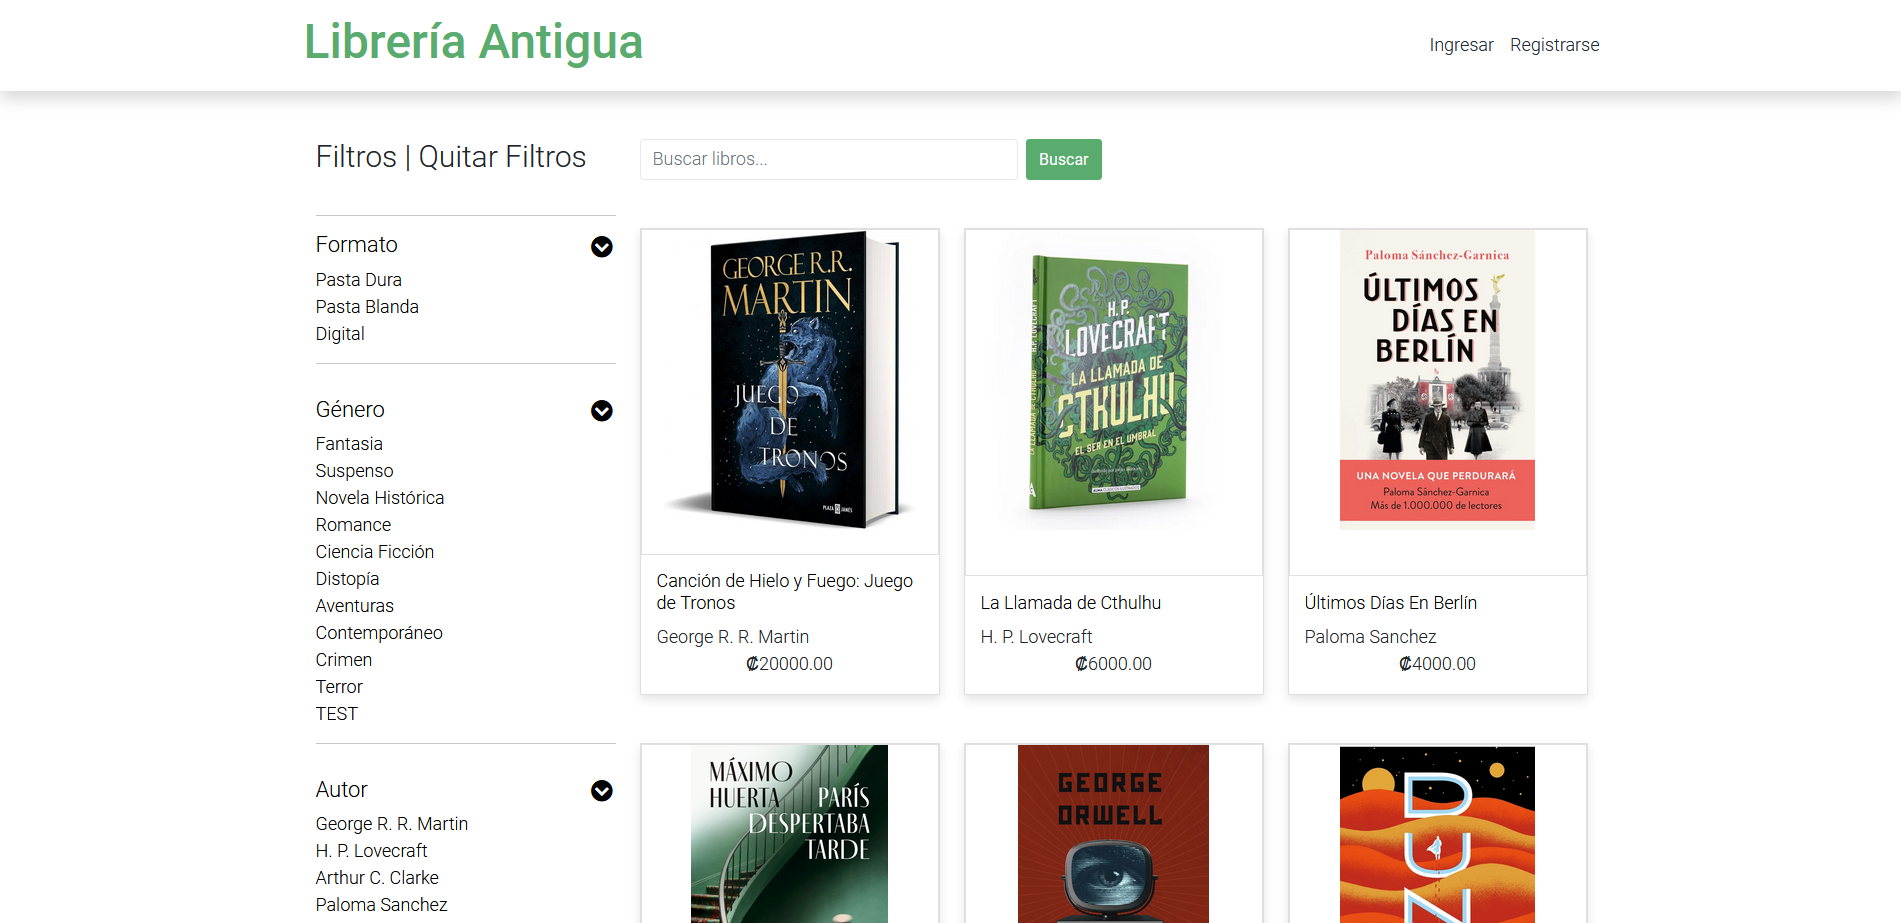 Librería Antigua
Ingresar Registrarse
Filtros | Quitar Filtros
Buscar libros...
Buscar
Formato
Pasta Dura
Pasta Blanda
Digital
Género
Fantasia
Suspenso
Novela Histórica
Romance
Ciencia Ficción
Distopía
Aventuras
Contemporáneo
Crimen
Terror
TEST
Autor
George R. R. Martin
H. P. Lovecraft
Arthur C. Clarke
Paloma Sanchez
GEORGE R.R.
MARTIN
JUEGO
DE
TRONOS
PLAZA JANÉS
Canción de Hielo y Fuego: Juego
de Tronos
George R. R. Martin
₡20000.00
H. P.
LOVECRAFT
LA LLAMADA DE
CTHULHU
EL SER EN EL UMBRAL
La Llamada de Cthulhu
H. P. Lovecraft
₡6000.00
Paloma Sánchez-Garnica
ÚLTIMOS
DÍAS EN
BERLÍN
UNA NOVELA QUE PERDURARÁ
Paloma Sánchez-Garnica
Más de 1.000.000 de lectores
Últimos Días En Berlín
Paloma Sanchez
₡4000.00
MÁXIMO
HUERTA
PARÍS
DESPERTABA
TARDE
GEORGE
ORWELL